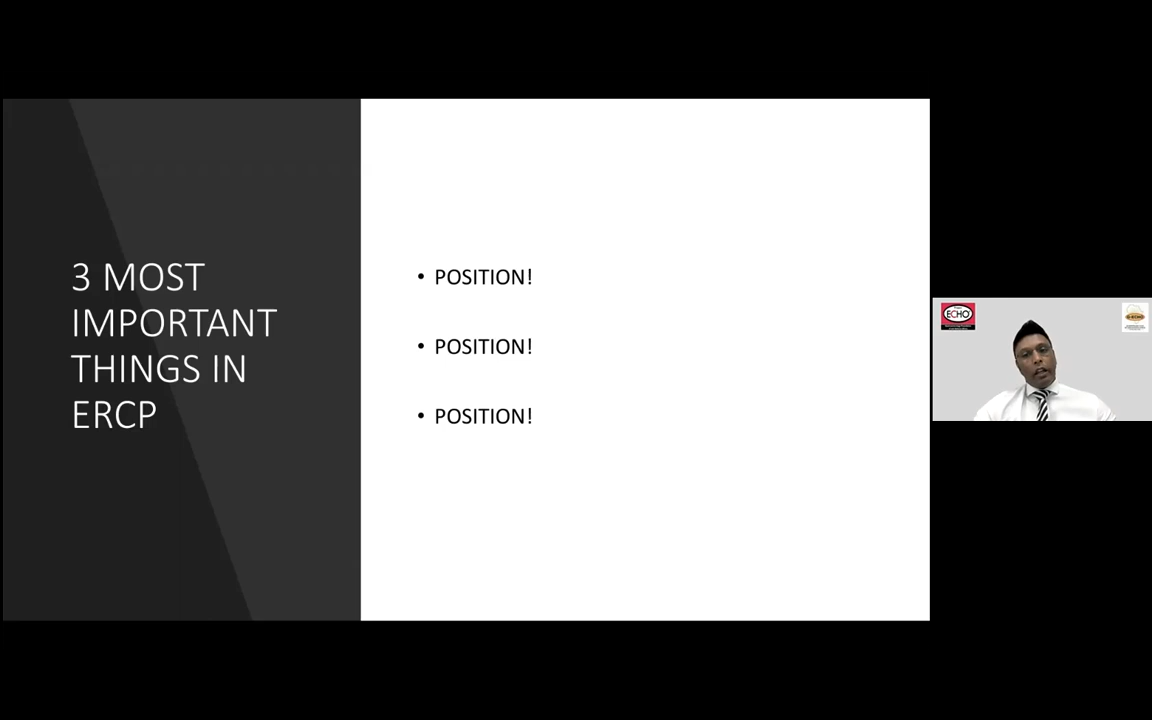 3 MOST
IMPORTANT
THINGS IN
ERCP
• POSITION!
• POSITION!
• POSITION!
ECHO